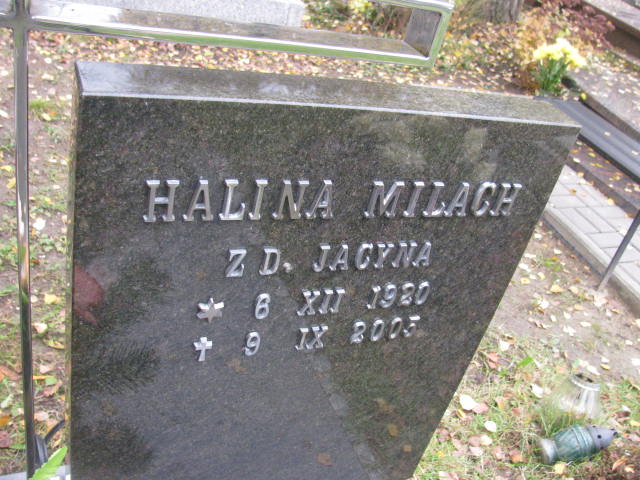 HALINA MILACH
Z D. JACYNA
6 XII 1920
9 IX 2005